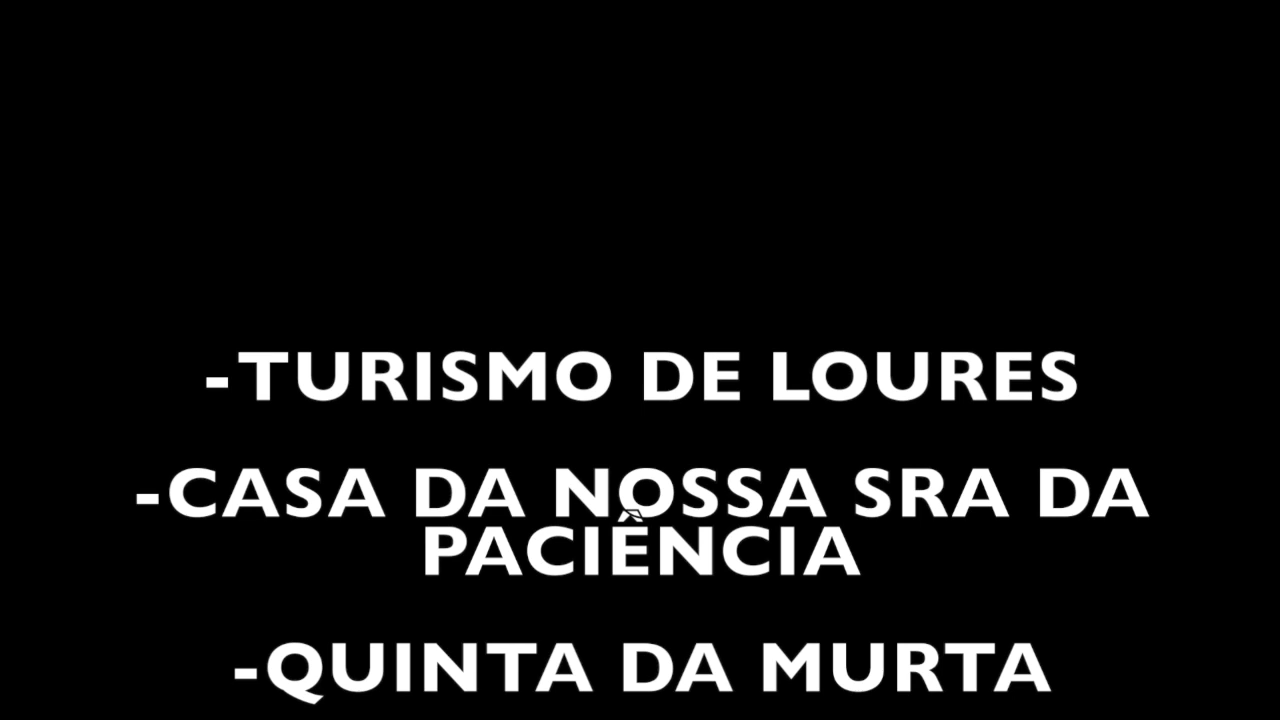 -TURISMO DE LOURES
-CASA DA NOSSA SRA DA
PACIÊNCIA
-QUINTA DA MURTA